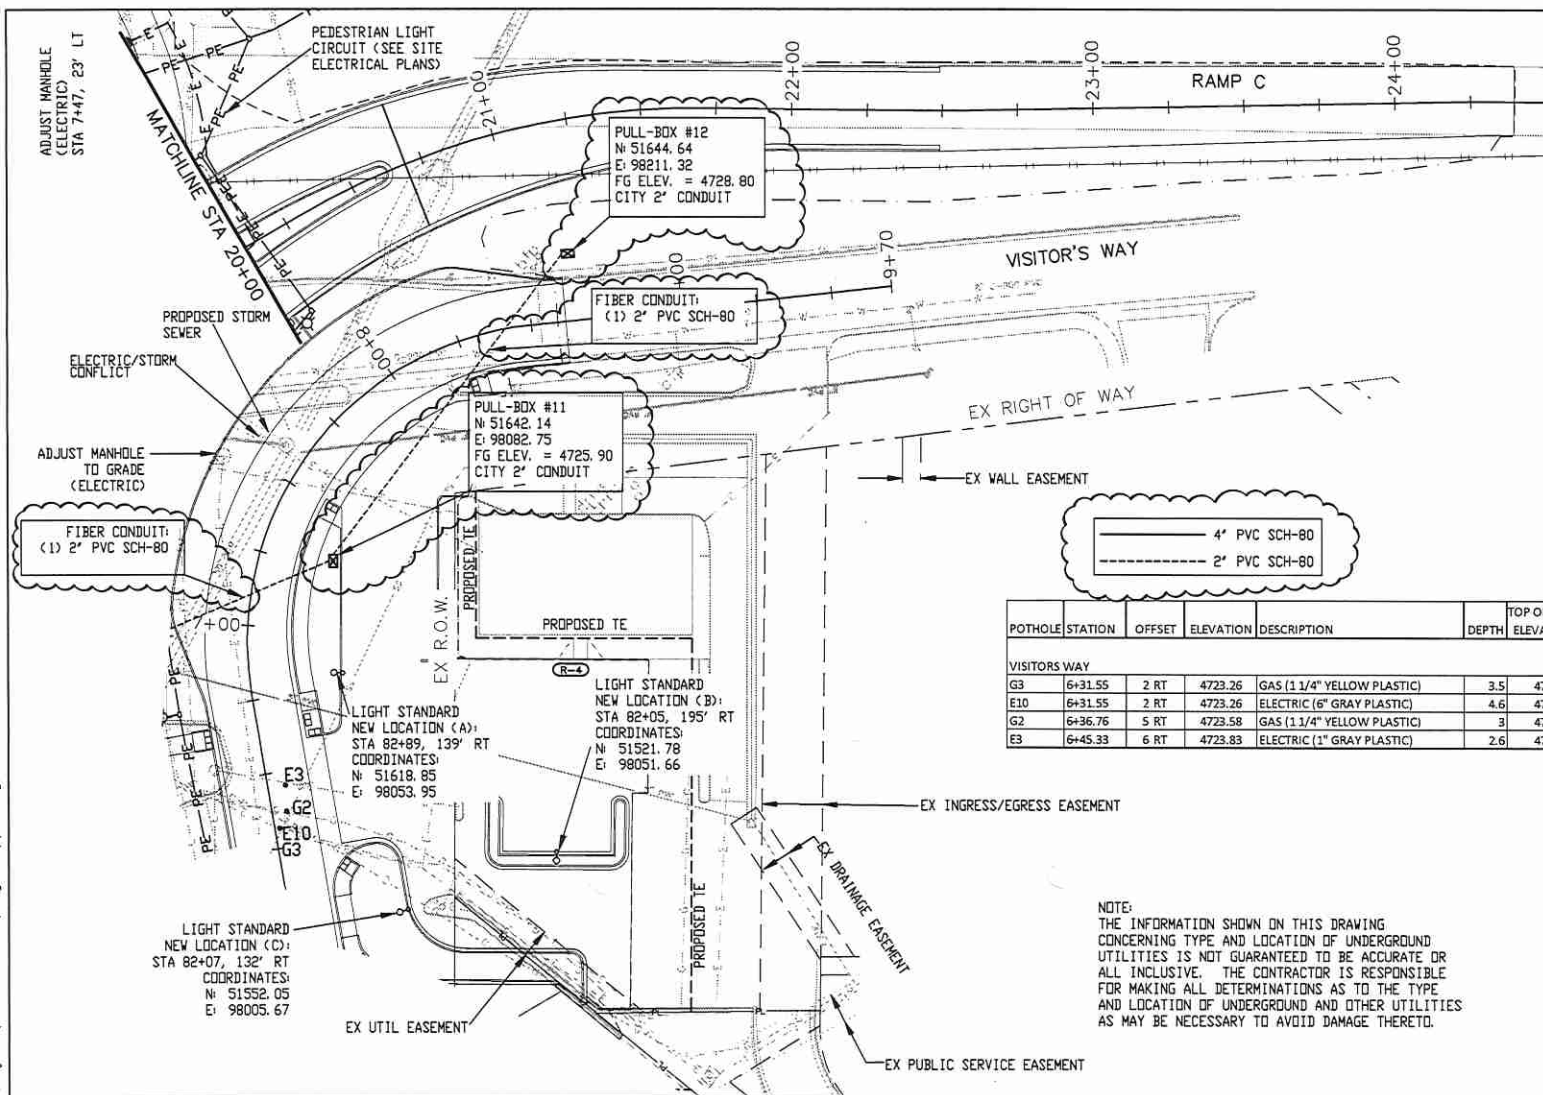 ADJUST MANHOLE
(ELECTRIC)
STA 7+47, 23' LT
PEDESTRIAN LIGHT
CIRCUIT (SEE SITE
ELECTRICAL PLANS)
MATCHLINE STA 20+00
21+00
22+00
23+00
24+00
RAMP C
PULL-BOX #12
N: 51644.64
E: 98211.32
FG ELEV. = 4728.80
CITY 2" CONDUIT
VISITOR'S WAY
9+70
FIBER CONDUIT:
(1) 2" PVC SCH-80
PROPOSED STORM
SEWER
ELECTRIC/STORM
CONFLICT
8+00
PULL-BOX #11
N: 51642.14
E: 98082.75
FG ELEV. = 4725.90
CITY 2" CONDUIT
EX RIGHT OF WAY
ADJUST MANHOLE
TO GRADE
(ELECTRIC)
EX WALL EASEMENT
FIBER CONDUIT:
(1) 2" PVC SCH-80
4" PVC SCH-80
2" PVC SCH-80
7+00
EX R.O.W.
PROPOSED TE
PROPOSED TE
R-4
POTHOLE STATION OFFSET ELEVATION DESCRIPTION DEPTH TOP O ELEVA
VISITORS WAY
G3 6+31.55 2 RT 4723.26 GAS (1 1/4" YELLOW PLASTIC) 3.5 47
E10 6+31.55 2 RT 4723.26 ELECTRIC (6" GRAY PLASTIC) 4.6 47
G2 6+36.76 5 RT 4723.58 GAS (1 1/4" YELLOW PLASTIC) 3 47
E3 6+45.33 6 RT 4723.83 ELECTRIC (1" GRAY PLASTIC) 2.6 47
LIGHT STANDARD
NEW LOCATION (A):
STA 82+89, 139' RT
COORDINATES:
N: 51618.85
E: 98053.95
LIGHT STANDARD
NEW LOCATION (B):
STA 82+05, 195' RT
COORDINATES:
N: 51521.78
E: 98051.66
E3
G2
E10
G3
EX INGRESS/EGRESS EASEMENT
EX DRAINAGE EASEMENT
PROPOSED TE
LIGHT STANDARD
NEW LOCATION (C):
STA 82+07, 132' RT
COORDINATES:
N: 51552.05
E: 98005.67
EX UTIL EASEMENT
EX PUBLIC SERVICE EASEMENT
NOTE:
THE INFORMATION SHOWN ON THIS DRAWING
CONCERNING TYPE AND LOCATION OF UNDERGROUND
UTILITIES IS NOT GUARANTEED TO BE ACCURATE OR
ALL INCLUSIVE. THE CONTRACTOR IS RESPONSIBLE
FOR MAKING ALL DETERMINATIONS AS TO THE TYPE
AND LOCATION OF UNDERGROUND AND OTHER UTILITIES
AS MAY BE NECESSARY TO AVOID DAMAGE THERETO.